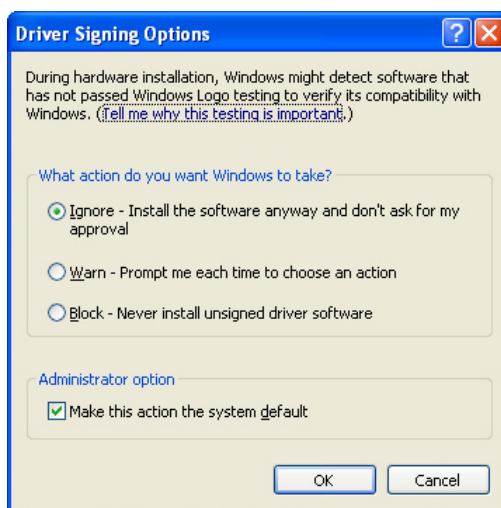 Driver Signing Options
During hardware installation, Windows might detect software that
has not passed Windows Logo testing to verify its compatibility with
Windows. (Tell me why this testing is important.)
What action do you want Windows to take?
Ignore - Install the software anyway and don't ask for my
approval
Warn - Prompt me each time to choose an action
Block - Never install unsigned driver software
Administrator option
Make this action the system default
OK
Cancel